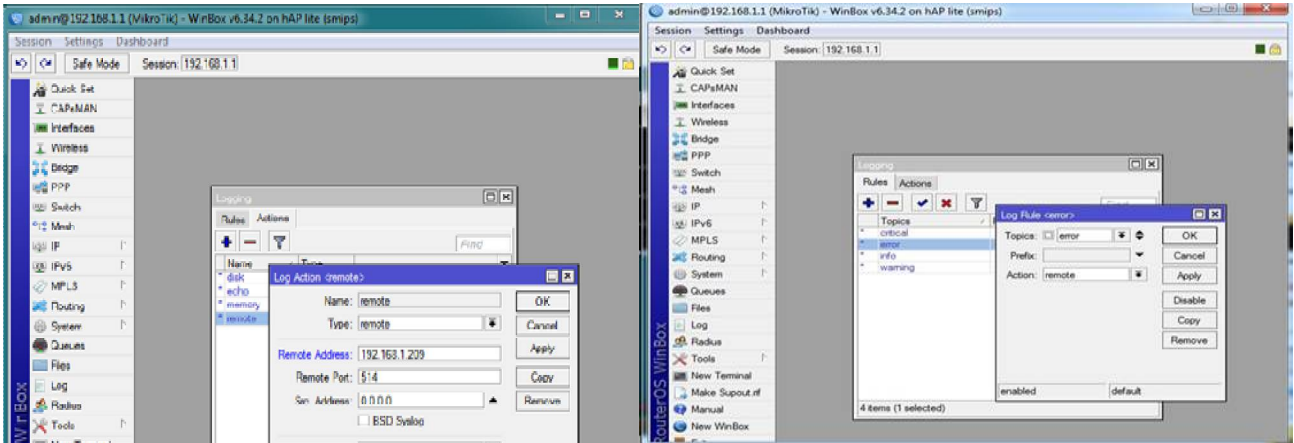 admin@192.168.1.1 (MikroTik) - WinBox v6.34.2 on hAP lite (smips)
Session Settings Dashboard
Safe Mode Session: 192.168.1.1
Quick Set
CAPsMAN
Interfaces
Wireless
Bridge
PPP
Switch
Mesh
IP
IPv6
MPLS
Routing
System
Queues
Files
Log
Radius
Tools
Logging
Rules Actions
Find
Name Type
* disk
* echo
* memory
* remote
Log Action <remote>
Name: remote
Type: remote
Remote Address: 192.168.1.209
Remote Port: 514
Src. Address: 0.0.0.0
BSD Syslog
OK
Cancel
Apply
Copy
Remove
admin@192.168.1.1 (MikroTik) - WinBox v6.34.2 on hAP lite (smips)
Session Settings Dashboard
Safe Mode Session: 192.168.1.1
Quick Set
CAPsMAN
Interfaces
Wireless
Bridge
PPP
Switch
Mesh
IP
IPv6
MPLS
Routing
System
Queues
Files
Log
Radius
Tools
New Terminal
Make Supout.rif
Manual
New WinBox
RouterOS WinBox
Logging
Rules Actions
Topics
* critical
* error
* info
* warning
4 items (1 selected)
Log Rule <error>
Topics: error
Prefix:
Action: remote
OK
Cancel
Apply
Disable
Copy
Remove
enabled default